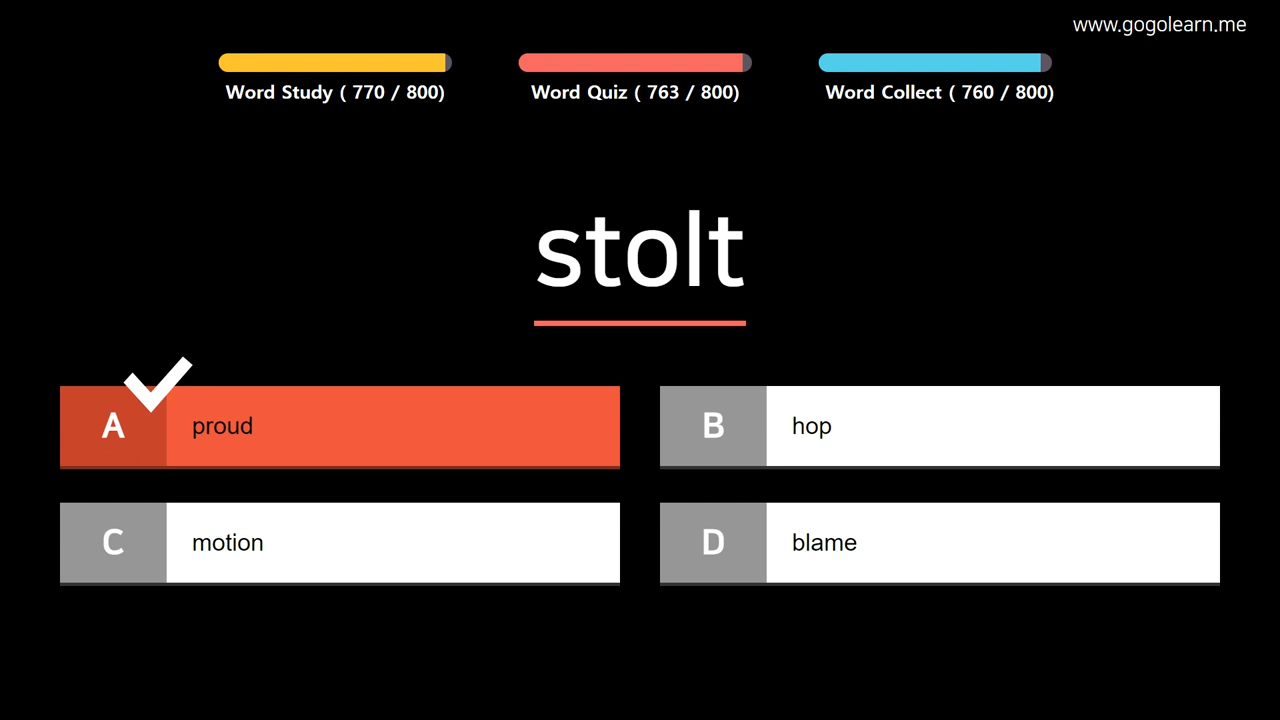 www.gogolearn.me
Word Study ( 770 / 800)
Word Quiz ( 763 / 800)
Word Collect ( 760 / 800)
stolt
A proud
B hop
C motion
D blame